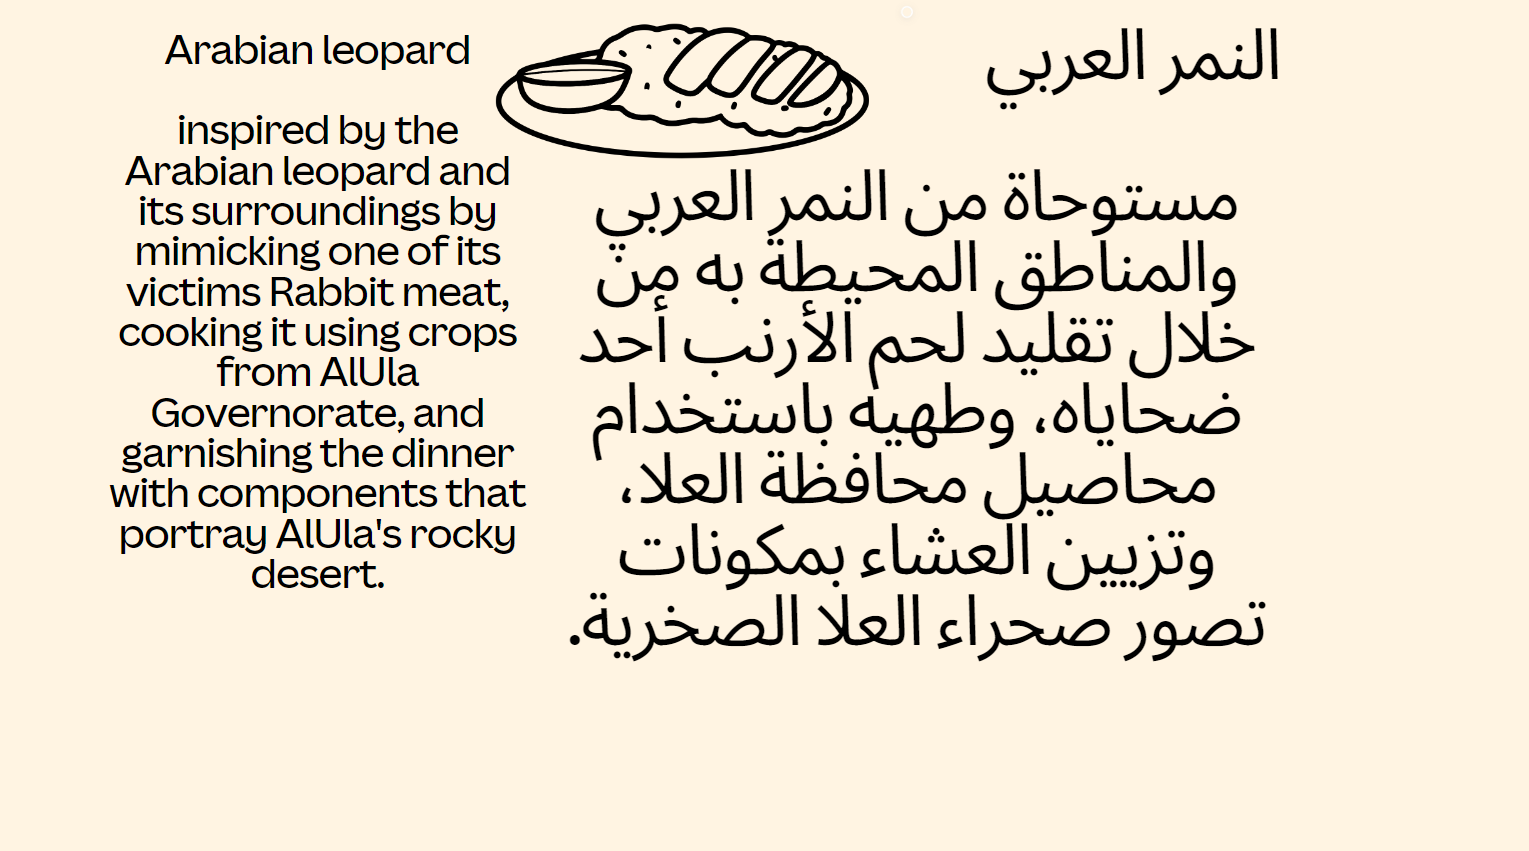 Arabian leopard
inspired by the
Arabian leopard and
its surroundings by
mimicking one of its
victims Rabbit meat,
cooking it using crops
from AlUla
Governorate, and
garnishing the dinner
with components that
portray AlUla's rocky
desert.
النمر العربي
مستوحاة من النمر العربي
والمناطق المحيطة به من
خلال تقليد لحم الأرنب أحد
ضحاياه، وطهيه باستخدام
محاصيل محافظة العلا،
وتزيين العشاء بمكونات
تصور صحراء العلا الصخرية.